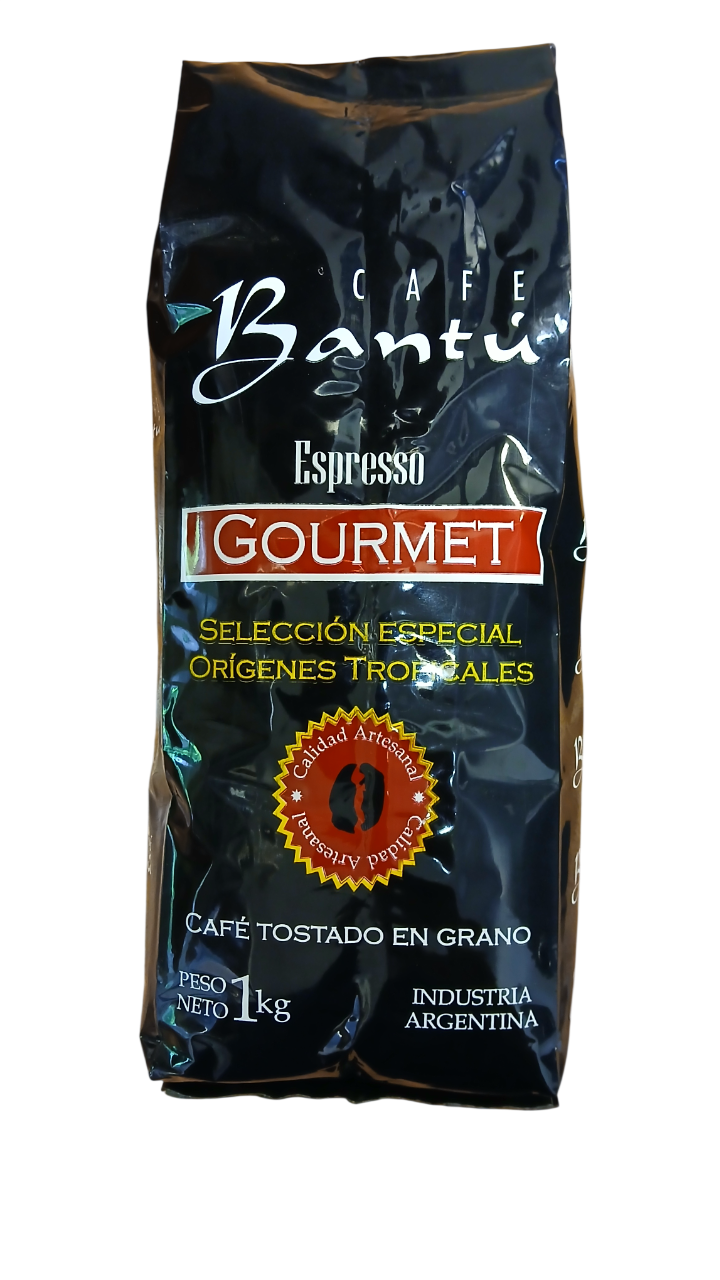 CAFE
Bantú
Espresso
GOURMET
SELECCIÓN ESPECIAL
ORÍGENES TROPICALES
Calidad Artesanal
Calidad Artesanal
CAFÉ TOSTADO EN GRANO
PESO NETO 1kg
INDUSTRIA
ARGENTINA